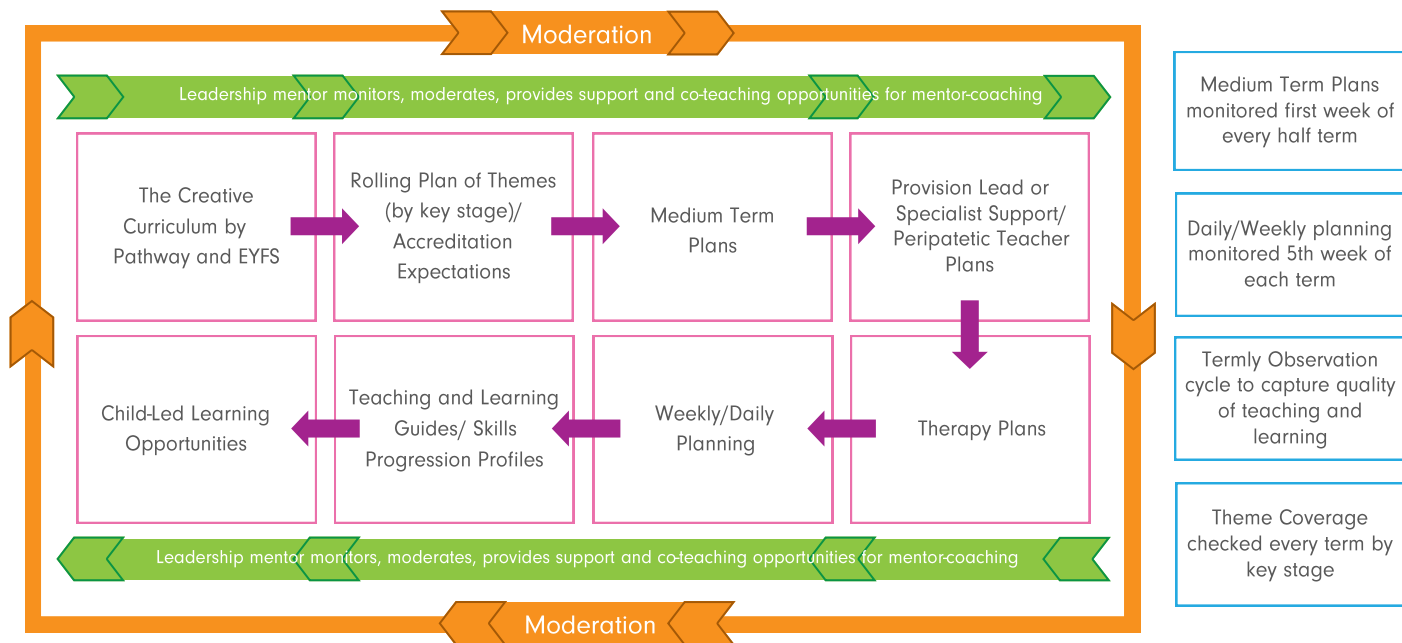 Moderation
Leadership mentor monitors, moderates, provides support and co-teaching opportunities for mentor-coaching
The Creative
Curriculum by
Pathway and EYFS
Rolling Plan of Themes
(by key stage)/
Accreditation
Expectations
Medium Term
Plans
Provision Lead or
Specialist Support/
Peripatetic Teacher
Plans
Child-Led Learning
Opportunities
Teaching and Learning
Guides/ Skills
Progression Profiles
Weekly/Daily
Planning
Therapy Plans
Leadership mentor monitors, moderates, provides support and co-teaching opportunities for mentor-coaching
Moderation
Medium Term Plans
monitored first week of
every half term
Daily/Weekly planning
monitored 5th week of
each term
Termly Observation
cycle to capture quality
of teaching and
learning
Theme Coverage
checked every term by
key stage